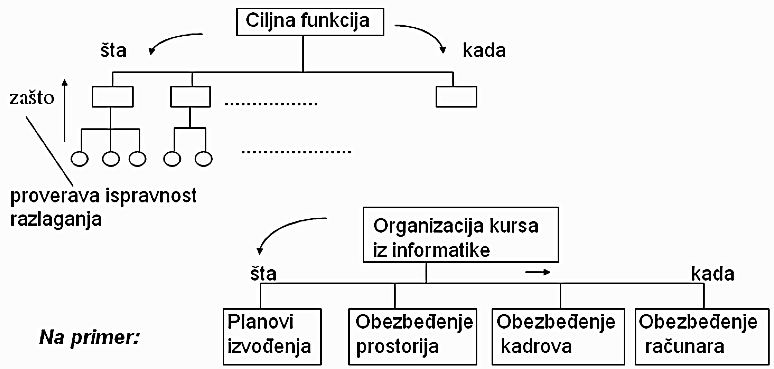 Ciljna funkcija
šta
kada
zašto
proverava ispravnost
razlaganja
Organizacija kursa
iz informatike
šta
kada
Na primer:
Planovi
izvođenja
Obezbeđenje
prostorija
Obezbeđenje
kadrova
Obezbeđenje
računara